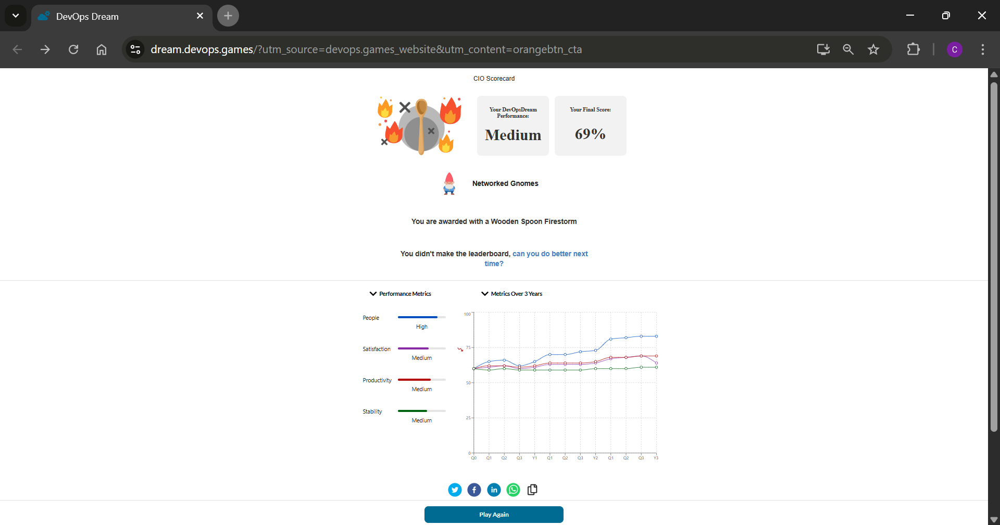 DevOps Dream
dream.devops.games/?utm_source=devops.games_website&utm_content=orangebtn_cta
C
CIO Scorecard
Your DevOpsDream
Performance:
Medium
Your Final Score:
69%
Networked Gnomes
You are awarded with a Wooden Spoon Firestorm
You didn't make the leaderboard, can you do better next
time?
Performance Metrics
Metrics Over 3 Years
People
High
Satisfaction
Medium
Productivity
Medium
Stability
Medium
100
75
50
25
0
Q0 Q1 Q2 Q3 Y1 Q1 Q2 Q3 Y2 Q1 Q2 Q3 Y3
Play Again